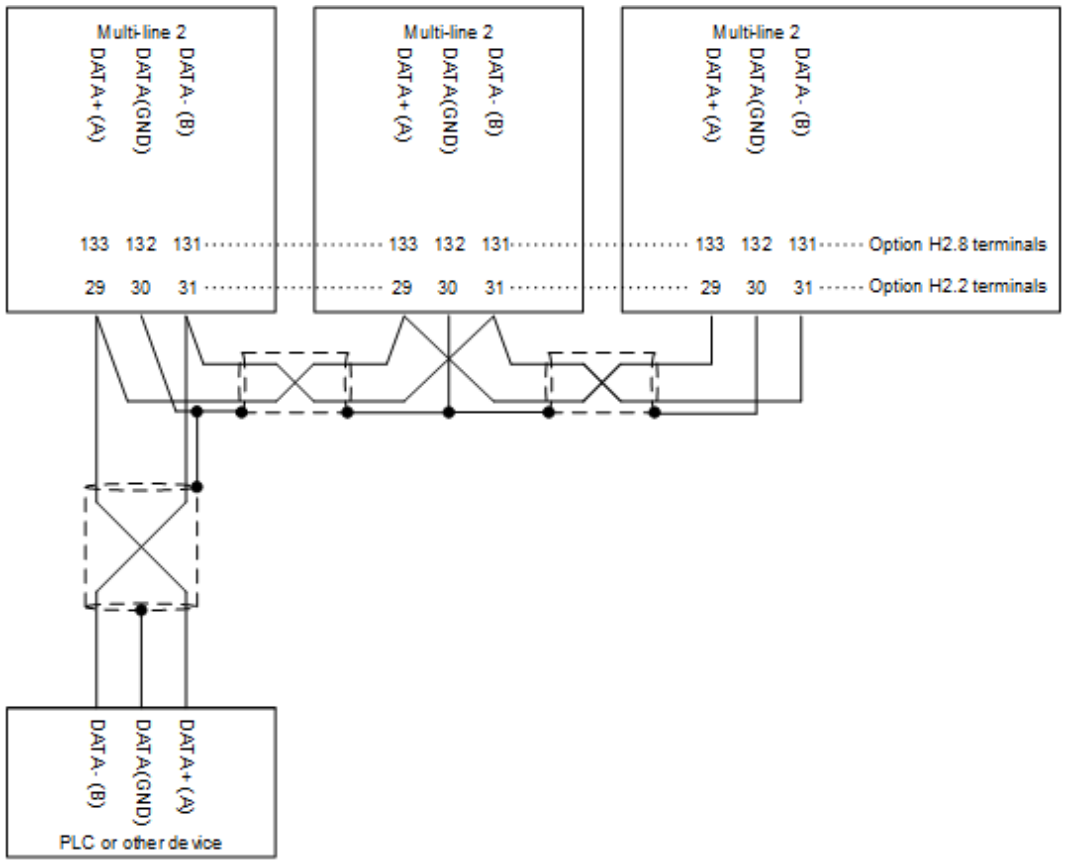 Multi-line 2
DATA+ (A)
DATA(GND)
DATA- (B)
133 132 131
29 30 31
Multi-line 2
DATA+ (A)
DATA(GND)
DATA- (B)
133 132 131
29 30 31
Multi-line 2
DATA+ (A)
DATA(GND)
DATA- (B)
133 132 131 Option H2.8 terminals
29 30 31 Option H2.2 terminals
DATA- (B)
DATA(GND)
DATA+ (A)
PLC or other device